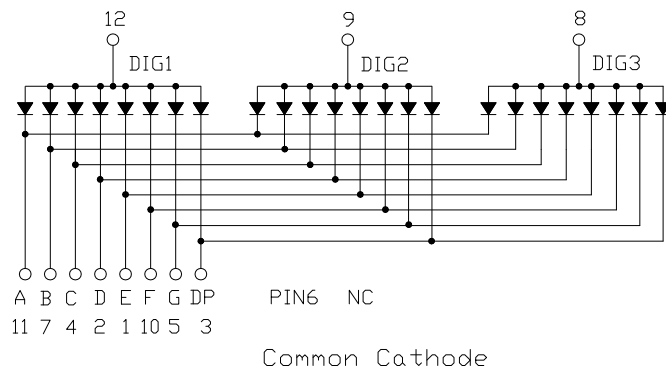 12 9 8
DIG1 DIG2 DIG3
A B C D E F G DP PIN6 NC
11 7 4 2 1 10 5 3
Common Cathode